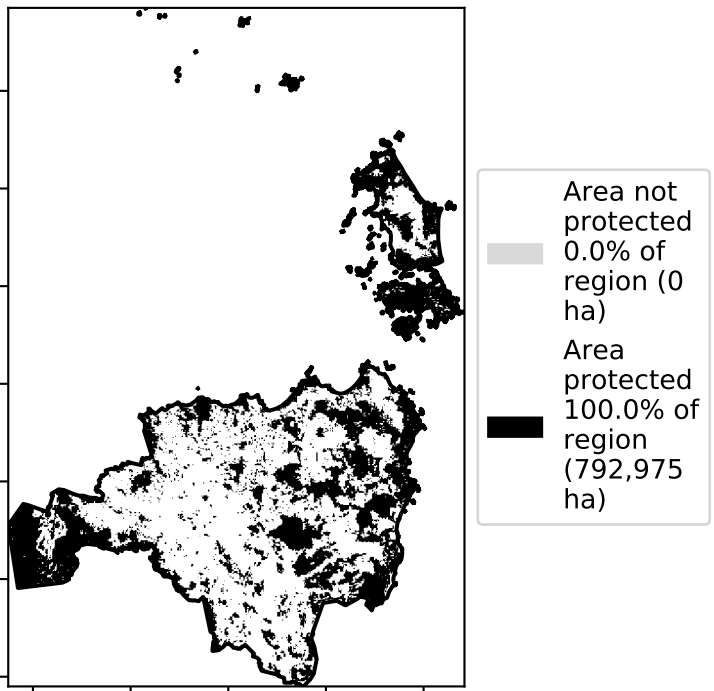 Area not
protected
0.0% of
region (0
ha)
Area
protected
100.0% of
region
(792,975
ha)